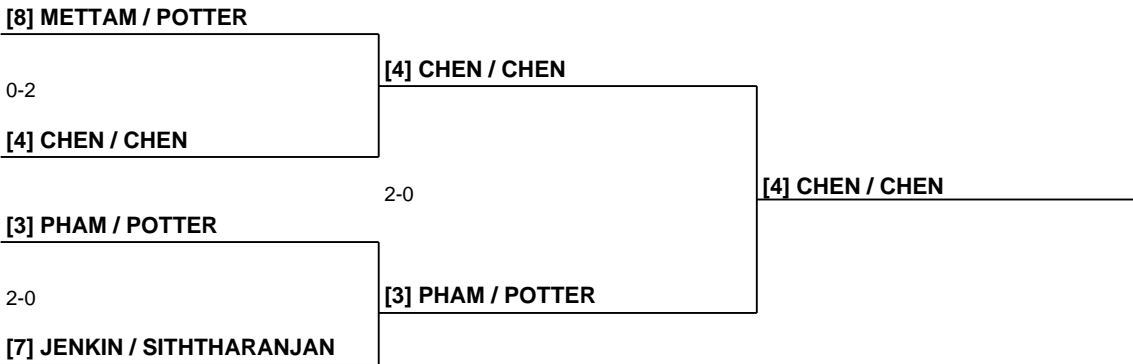 [8] METTAM / POTTER
[4] CHEN / CHEN
0-2
[4] CHEN / CHEN
2-0
[4] CHEN / CHEN
[3] PHAM / POTTER
2-0
[3] PHAM / POTTER
[7] JENKIN / SITHTHARANJAN